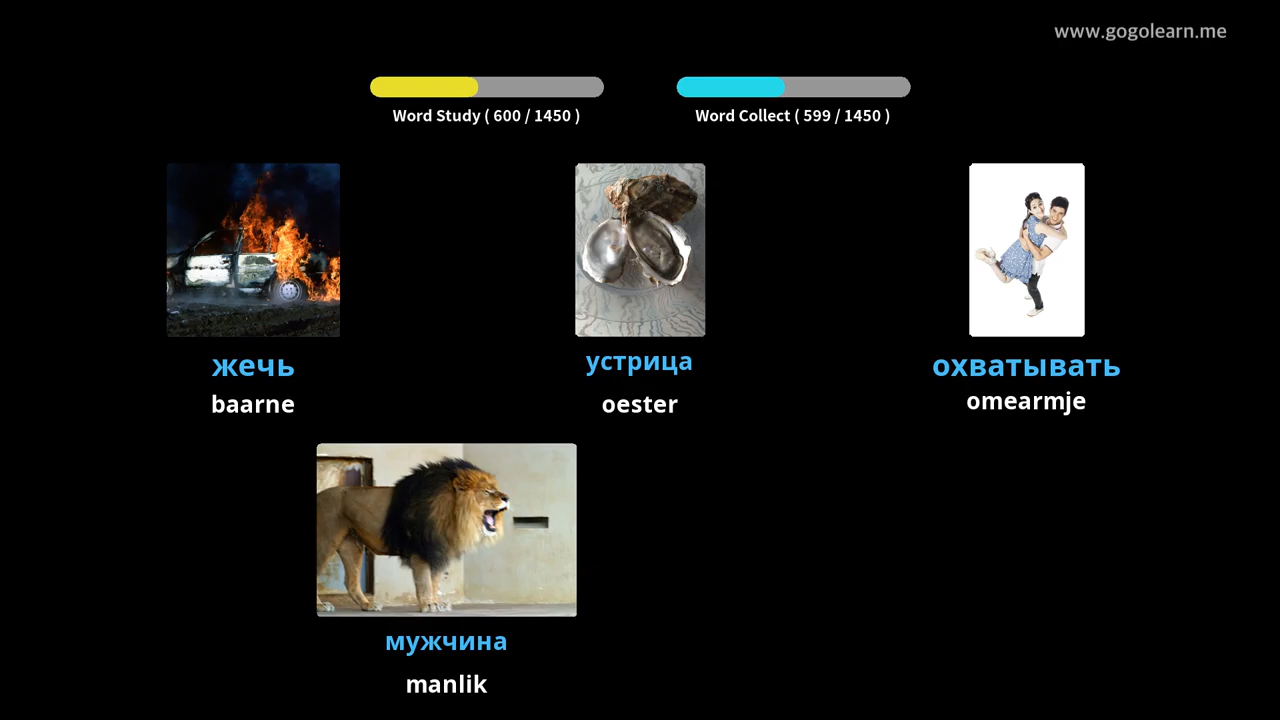 www.gogolearn.me
Word Study ( 600 / 1450 )
Word Collect ( 599 / 1450 )
жечь
baarne
устрица
oester
охватывать
omearmje
мужчина
manlik